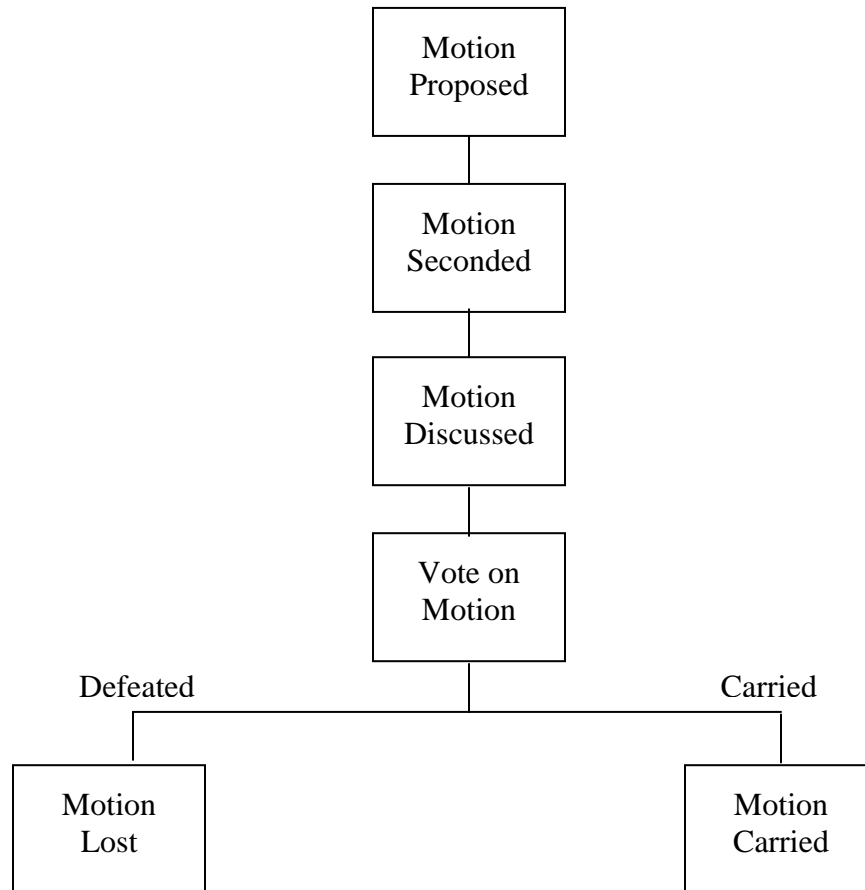 Motion
Proposed
Motion
Seconded
Motion
Discussed
Vote on
Motion
Defeated
Carried
Motion
Lost
Motion
Carried